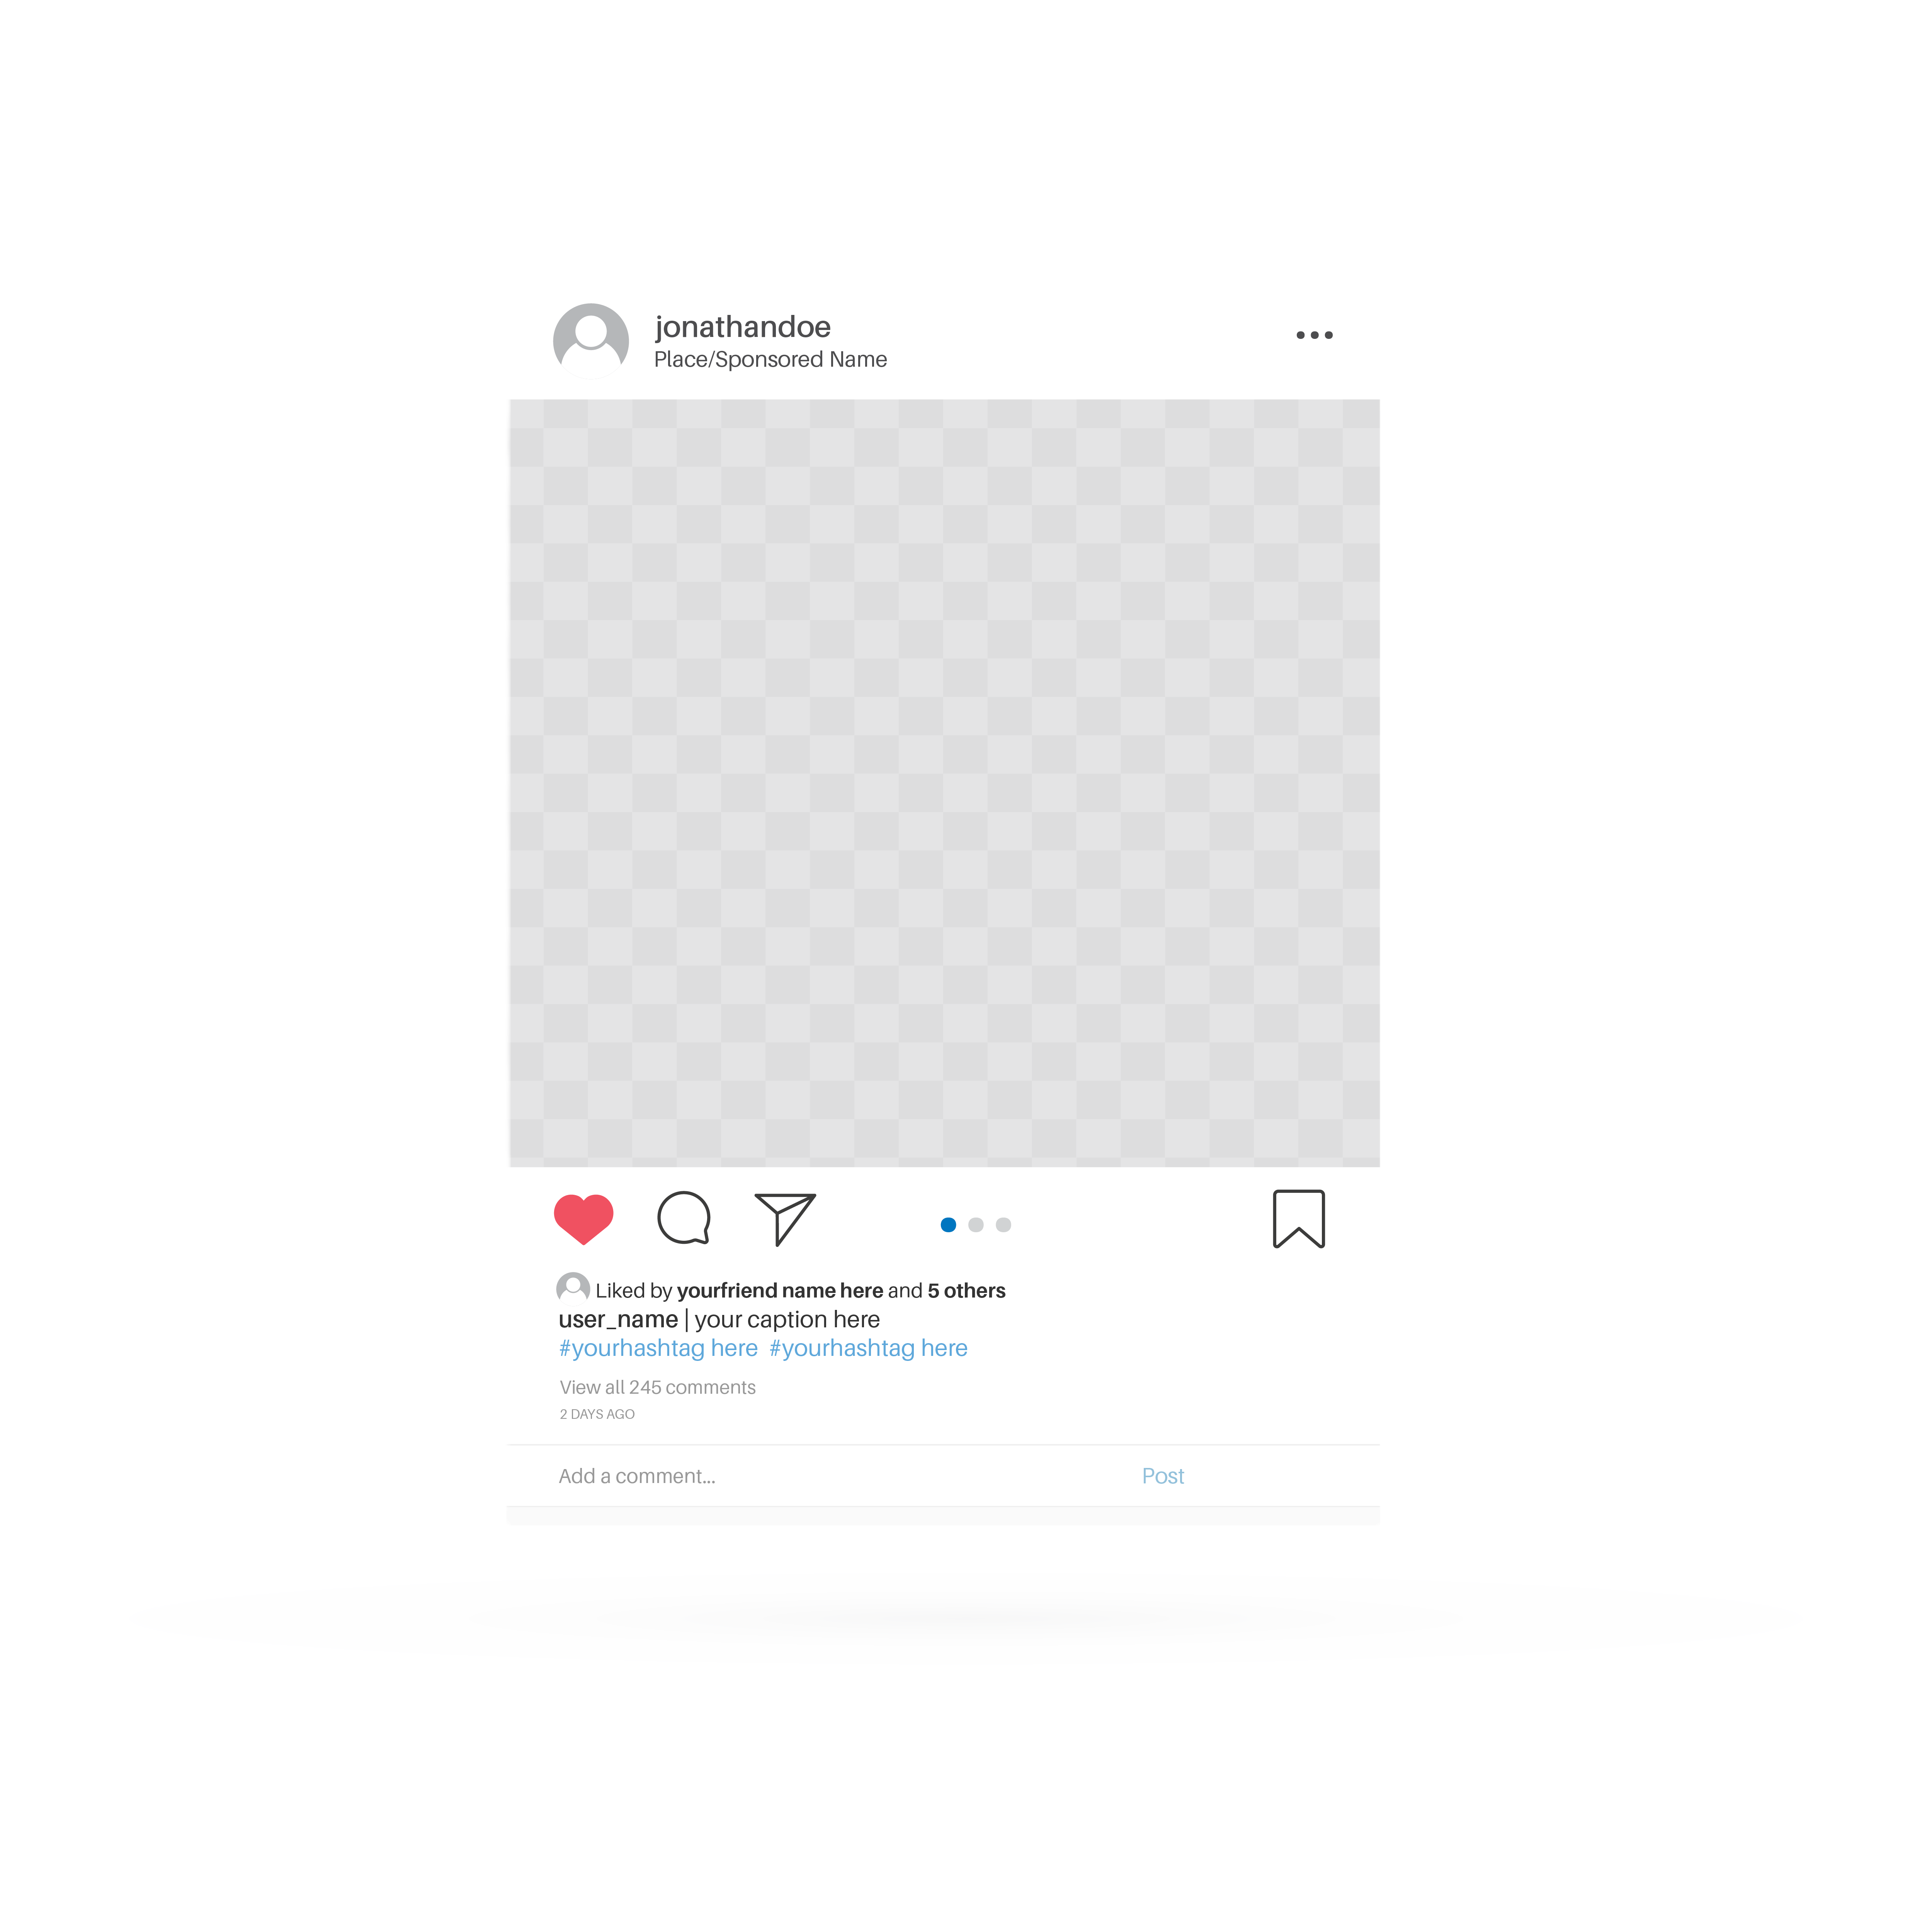 jonathandoe
Place/Sponsored Name
Liked by yourfriend name here and 5 others
user_name | your caption here
#yourhashtag here  #yourhashtag here
View all 245 comments
2 DAYS AGO
Add a comment... Post